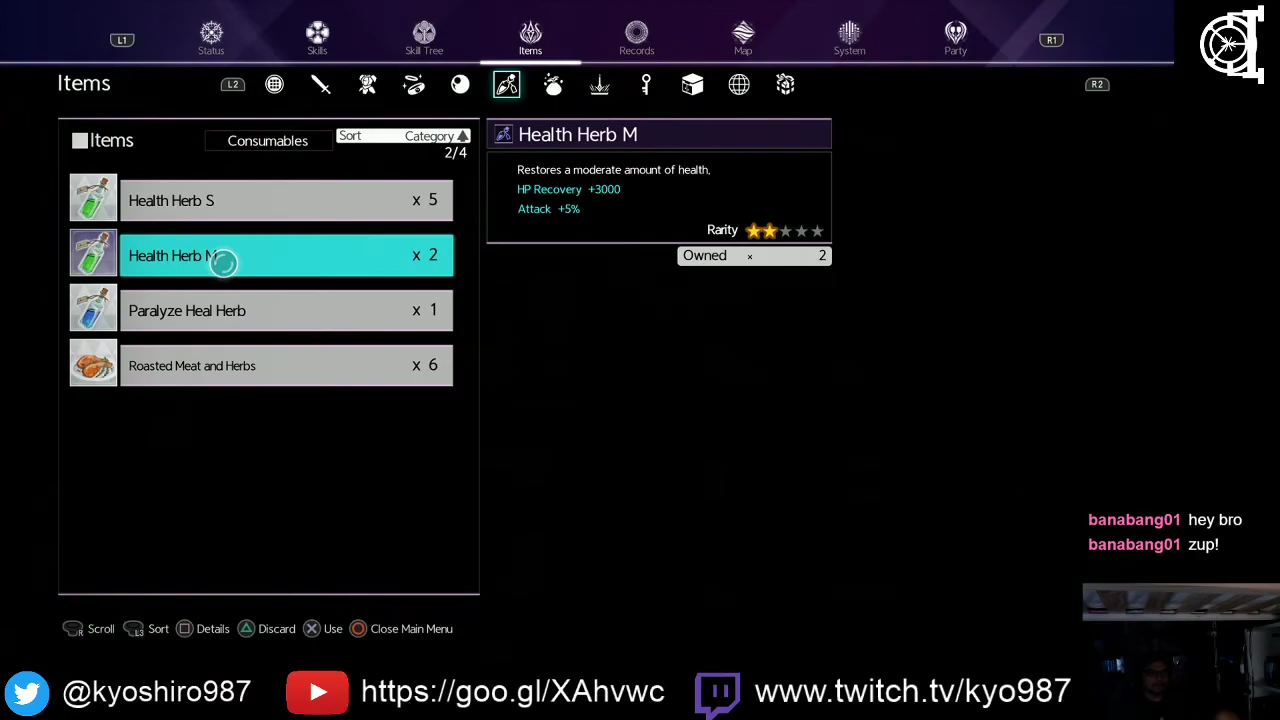 L1
Status
Skills
Skill Tree
Items
Records
Map
System
Party
R1
Items
L2
R2
Items
Consumables
Sort Category
2/4
Health Herb S x 5
Health Herb M x 2
Paralyze Heal Herb x 1
Roasted Meat and Herbs x 6
Health Herb M
Restores a moderate amount of health.
HP Recovery +3000
Attack +5%
Rarity
Owned × 2
banabang01 hey bro
banabang01 zup!
R Scroll L3 Sort Details Discard Use Close Main Menu
@kyoshiro987 https://goo.gl/XAhvwc www.twitch.tv/kyo987